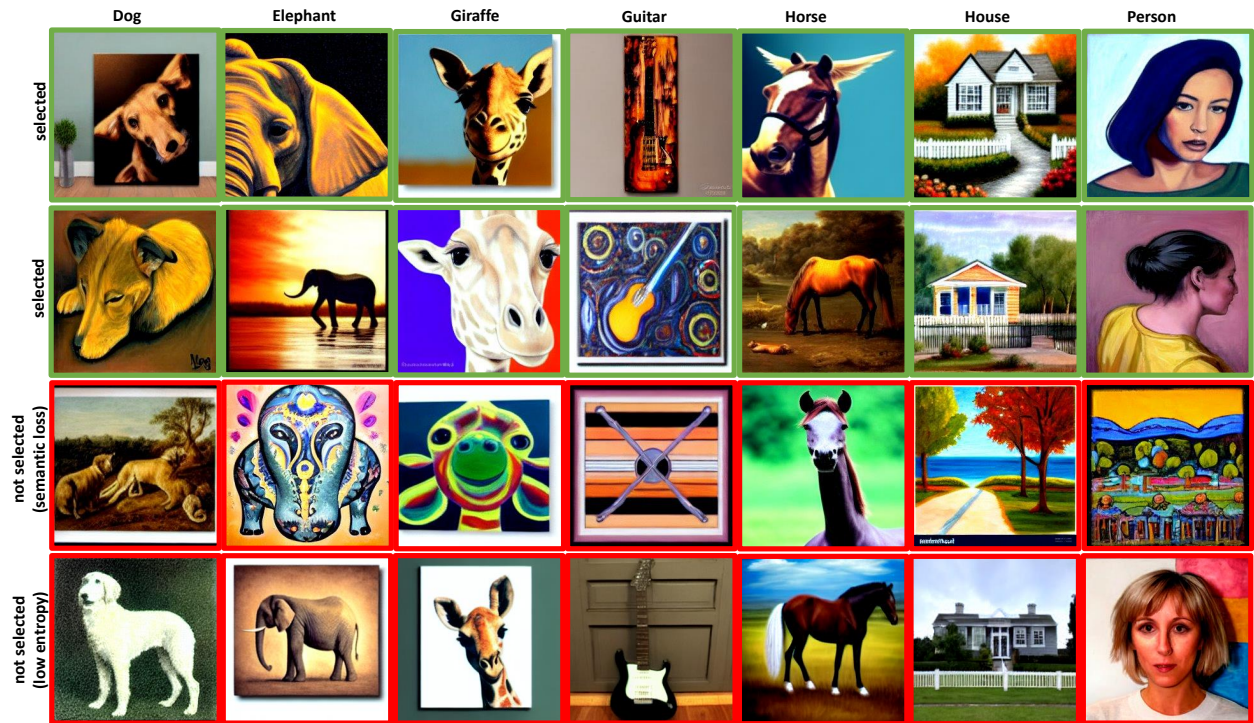 Dog Elephant Giraffe Guitar Horse House Person
selected
selected
not selected
(semantic loss)
not selected
(low entropy)